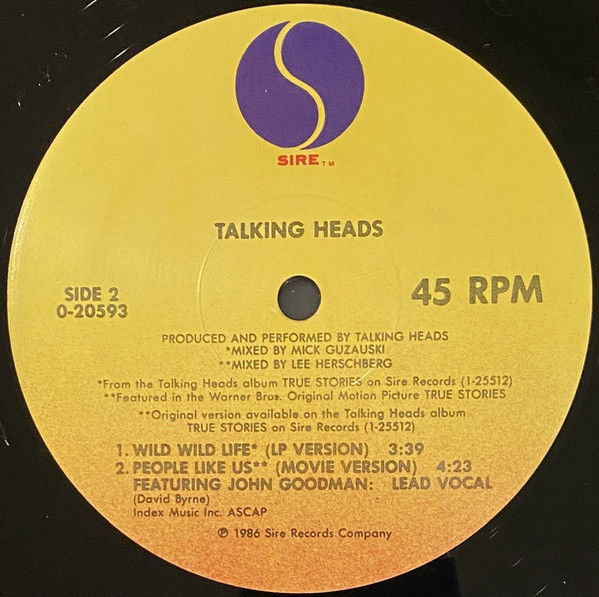 SIRE TM
TALKING HEADS
SIDE 2
0-20593
45 RPM
PRODUCED AND PERFORMED BY TALKING HEADS
*MIXED BY MICK GUZAUSKI
**MIXED BY LEE HERSCHBERG
*From the Talking Heads album TRUE STORIES on Sire Records (1-25512)
**Featured in the Warner Bros. Original Motion Picture TRUE STORIES
**Original version available on the Talking Heads album
TRUE STORIES on Sire Records (1-25512)
1. WILD WILD LIFE* (LP VERSION) 3:39
2. PEOPLE LIKE US** (MOVIE VERSION) 4:23
FEATURING JOHN GOODMAN: LEAD VOCAL
(David Byrne)
Index Music Inc. ASCAP
℗ 1986 Sire Records Company